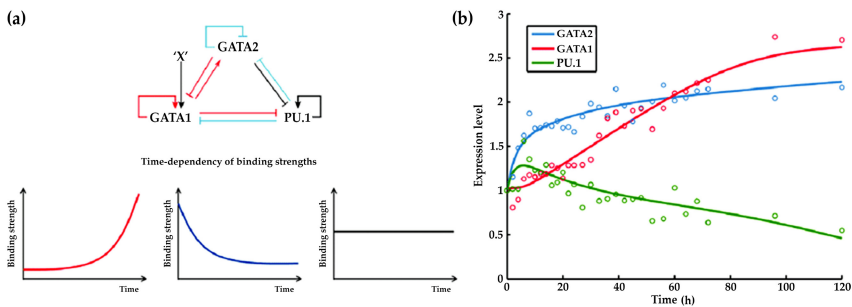 (a)
GATA2
'X'
GATA1
PU.1
Time-dependency of binding strengths
Binding strength
Time
Binding strength
Time
Binding strength
Time
(b)
3
2.5
2
1.5
1
0.5
0
Expression level
GATA2
GATA1
PU.1
0 20 40 60 80 100 120
Time (h)